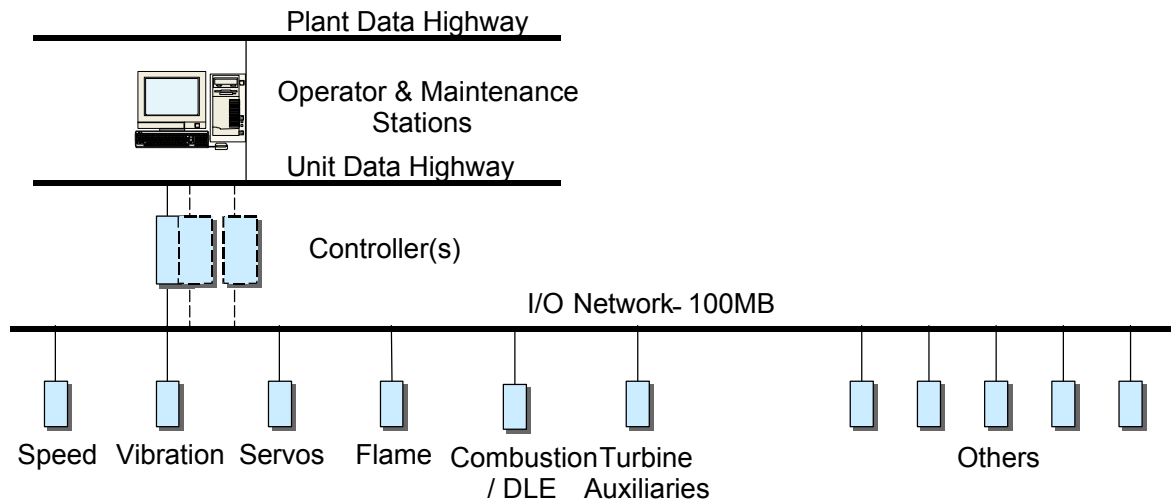 Plant Data Highway
Operator & Maintenance
Stations
Unit Data Highway
Controller(s)
I/O Network- 100MB
Speed
Vibration
Servos
Flame
Combustion
/ DLE
Turbine
Auxiliaries
Others